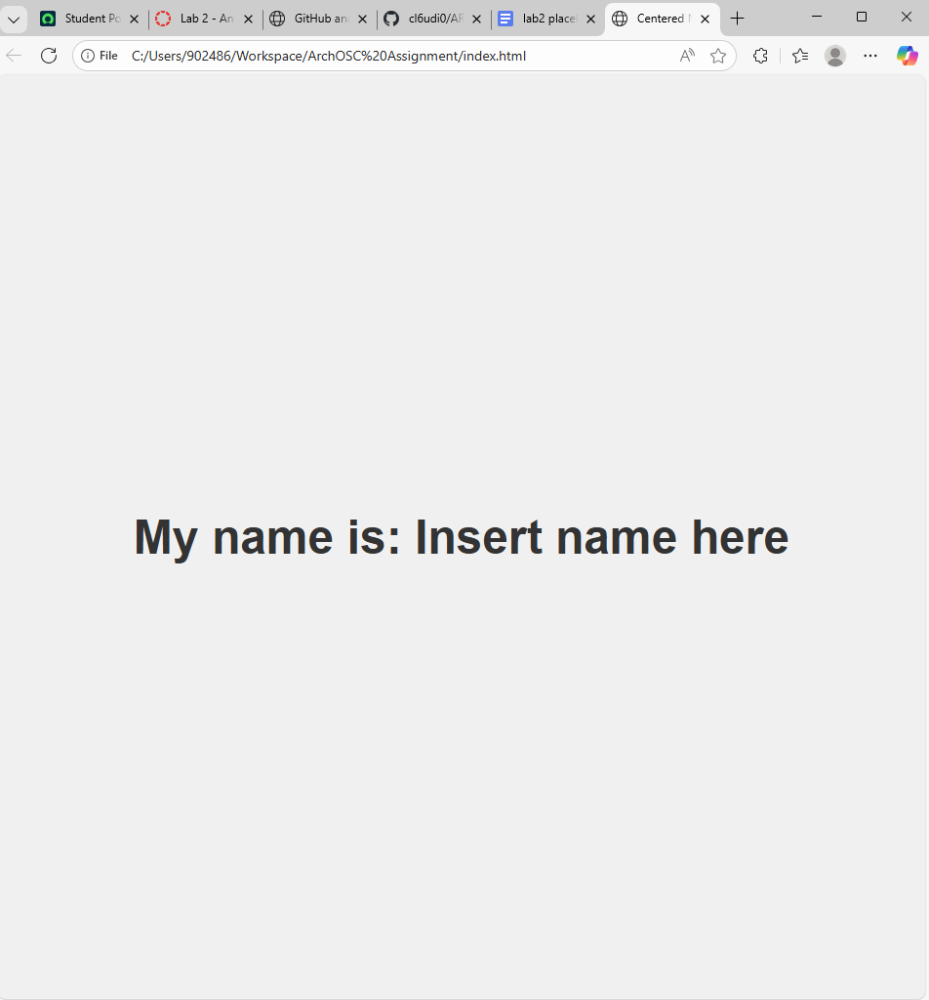 Student Po
Lab 2 - An
GitHub an
cl6udi0/AF
lab2 place
Centered
File
C:/Users/902486/Workspace/ArchOSC%20Assignment/index.html
My name is: Insert name here